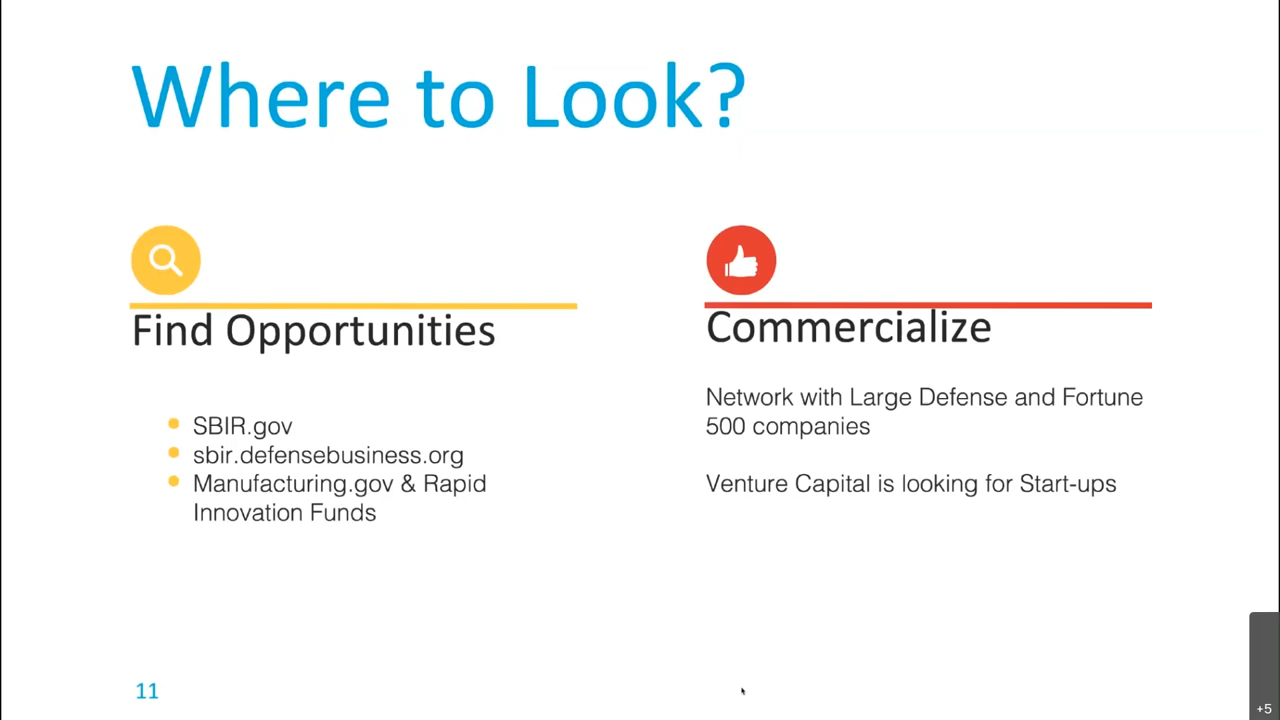 Where to Look?
Find Opportunities
SBIR.gov
sbir.defensebusiness.org
Manufacturing.gov & Rapid
Innovation Funds
Commercialize
Network with Large Defense and Fortune
500 companies
Venture Capital is looking for Start-ups
11
+5